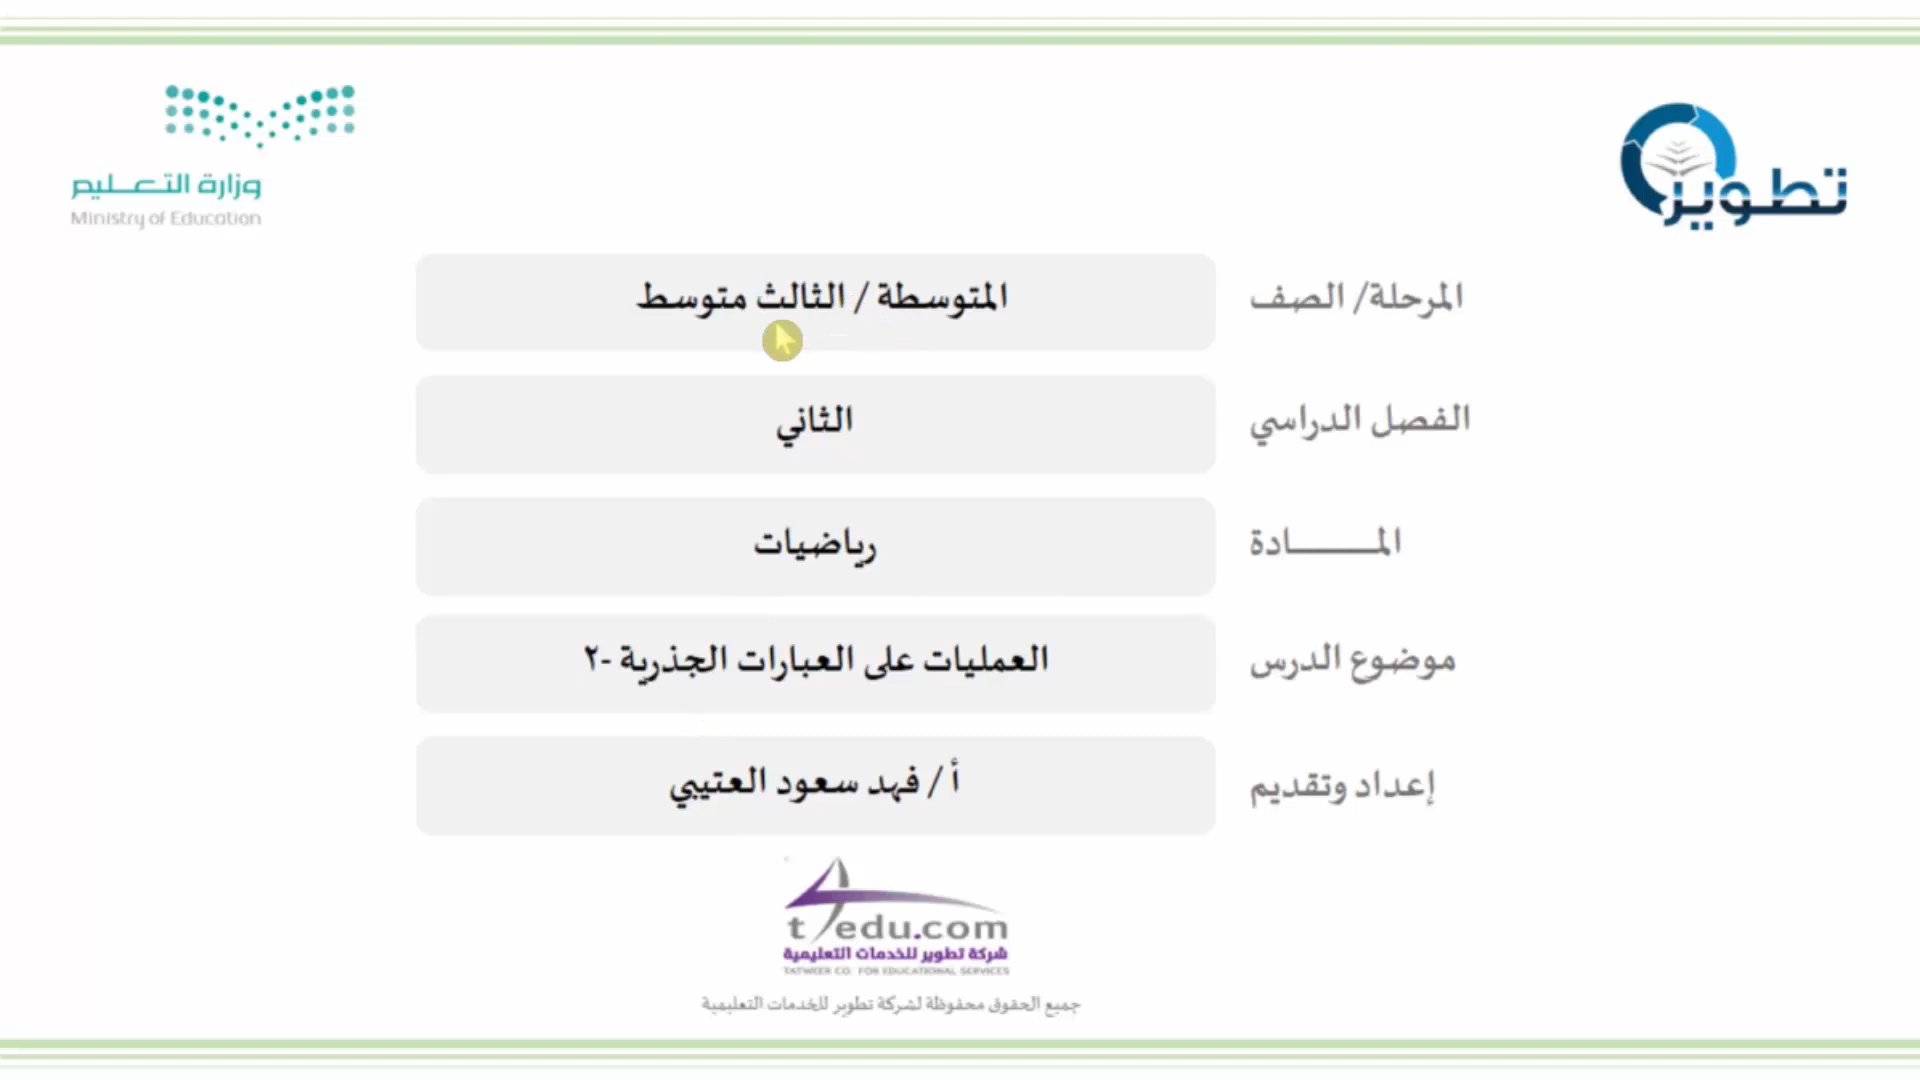 وزارة التعليم
Ministry of Education
تطوير
المرحلة/ الصف
المتوسطة / الثالث متوسط
الفصل الدراسي
الثاني
المــــــــادة
رياضيات
موضوع الدرس
العمليات على العبارات الجذرية -٢
إعداد وتقديم
أ / فهد سعود العتيبي
t4edu.com
شركة تطوير للخدمات التعليمية
TATWEER CO. FOR EDUCATIONAL SERVICES
جميع الحقوق محفوظة لشركة تطوير للخدمات التعليمية